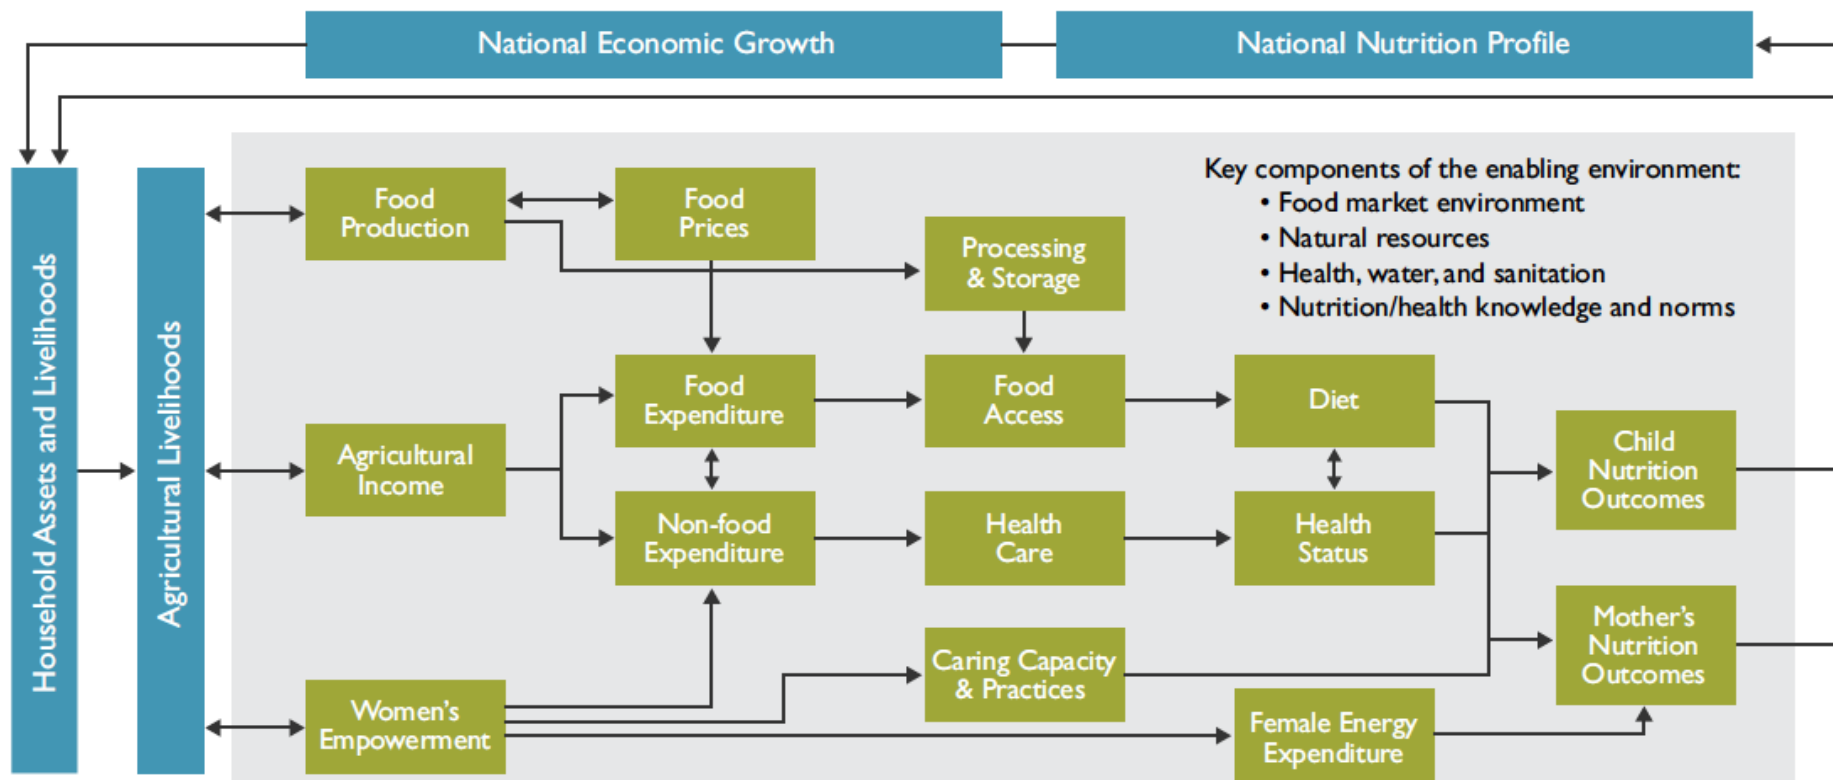 National Economic Growth
National Nutrition Profile
Household Assets and Livelihoods
Agricultural Livelihoods
Food
Production
Food
Prices
Processing
& Storage
Key components of the enabling environment:
• Food market environment
• Natural resources
• Health, water, and sanitation
• Nutrition/health knowledge and norms
Agricultural
Income
Food
Expenditure
Food
Access
Diet
Non-food
Expenditure
Health
Care
Health
Status
Child
Nutrition
Outcomes
Women's
Empowerment
Caring Capacity
& Practices
Female Energy
Expenditure
Mother's
Nutrition
Outcomes